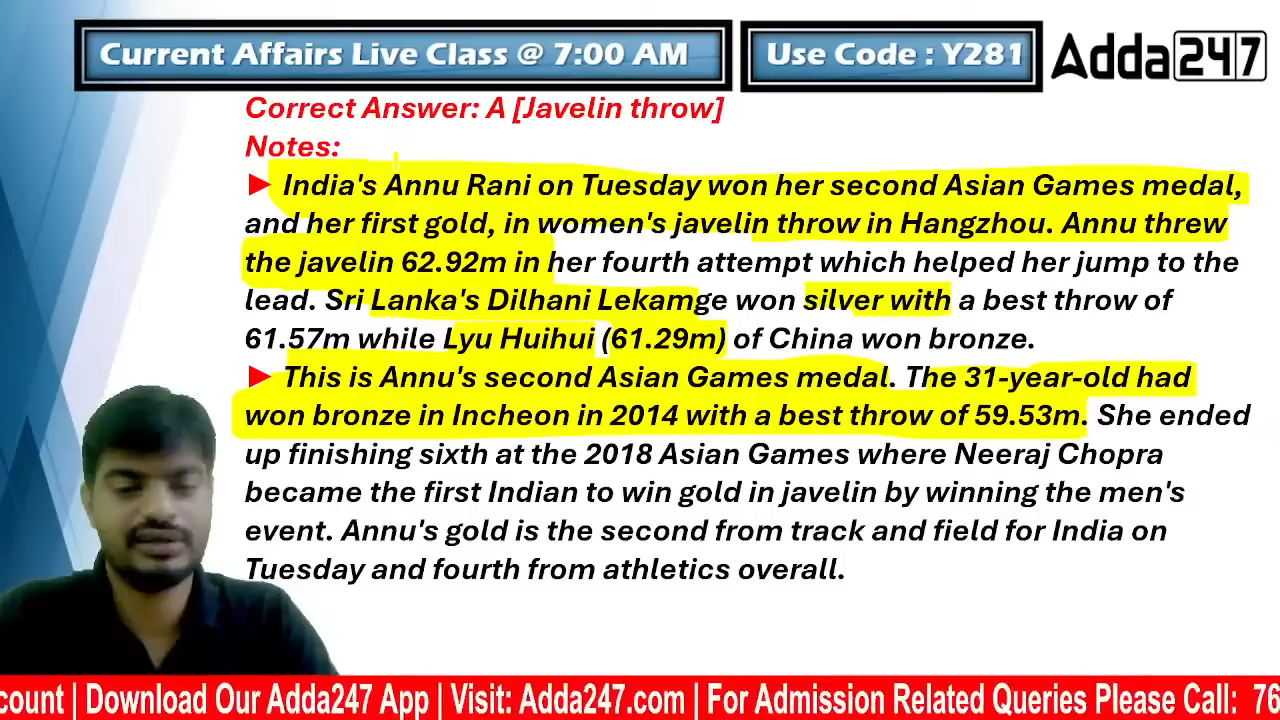 Current Affairs Live Class @ 7:00 AM
Use Code : Y281
Adda247
Correct Answer: A [Javelin throw]
Notes:
► India's Annu Rani on Tuesday won her second Asian Games medal,
and her first gold, in women's javelin throw in Hangzhou. Annu threw
the javelin 62.92m in her fourth attempt which helped her jump to the
lead. Sri Lanka's Dilhani Lekamge won silver with a best throw of
61.57m while Lyu Huihui (61.29m) of China won bronze.
► This is Annu's second Asian Games medal. The 31-year-old had
won bronze in Incheon in 2014 with a best throw of 59.53m. She ended
up finishing sixth at the 2018 Asian Games where Neeraj Chopra
became the first Indian to win gold in javelin by winning the men's
event. Annu's gold is the second from track and field for India on
Tuesday and fourth from athletics overall.
count | Download Our Adda247 App | Visit: Adda247.com | For Admission Related Queries Please Call: 76